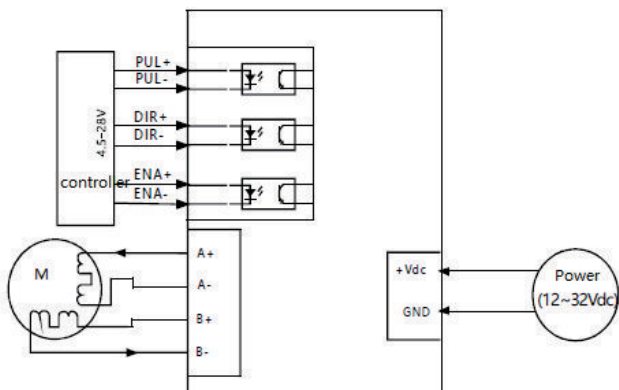 PUL+
PUL-
DIR+
DIR-
ENA+
ENA-
4.5-28V
controller
M
A+
A-
B+
B-
+Vdc
GND
Power
(12~32Vdc)